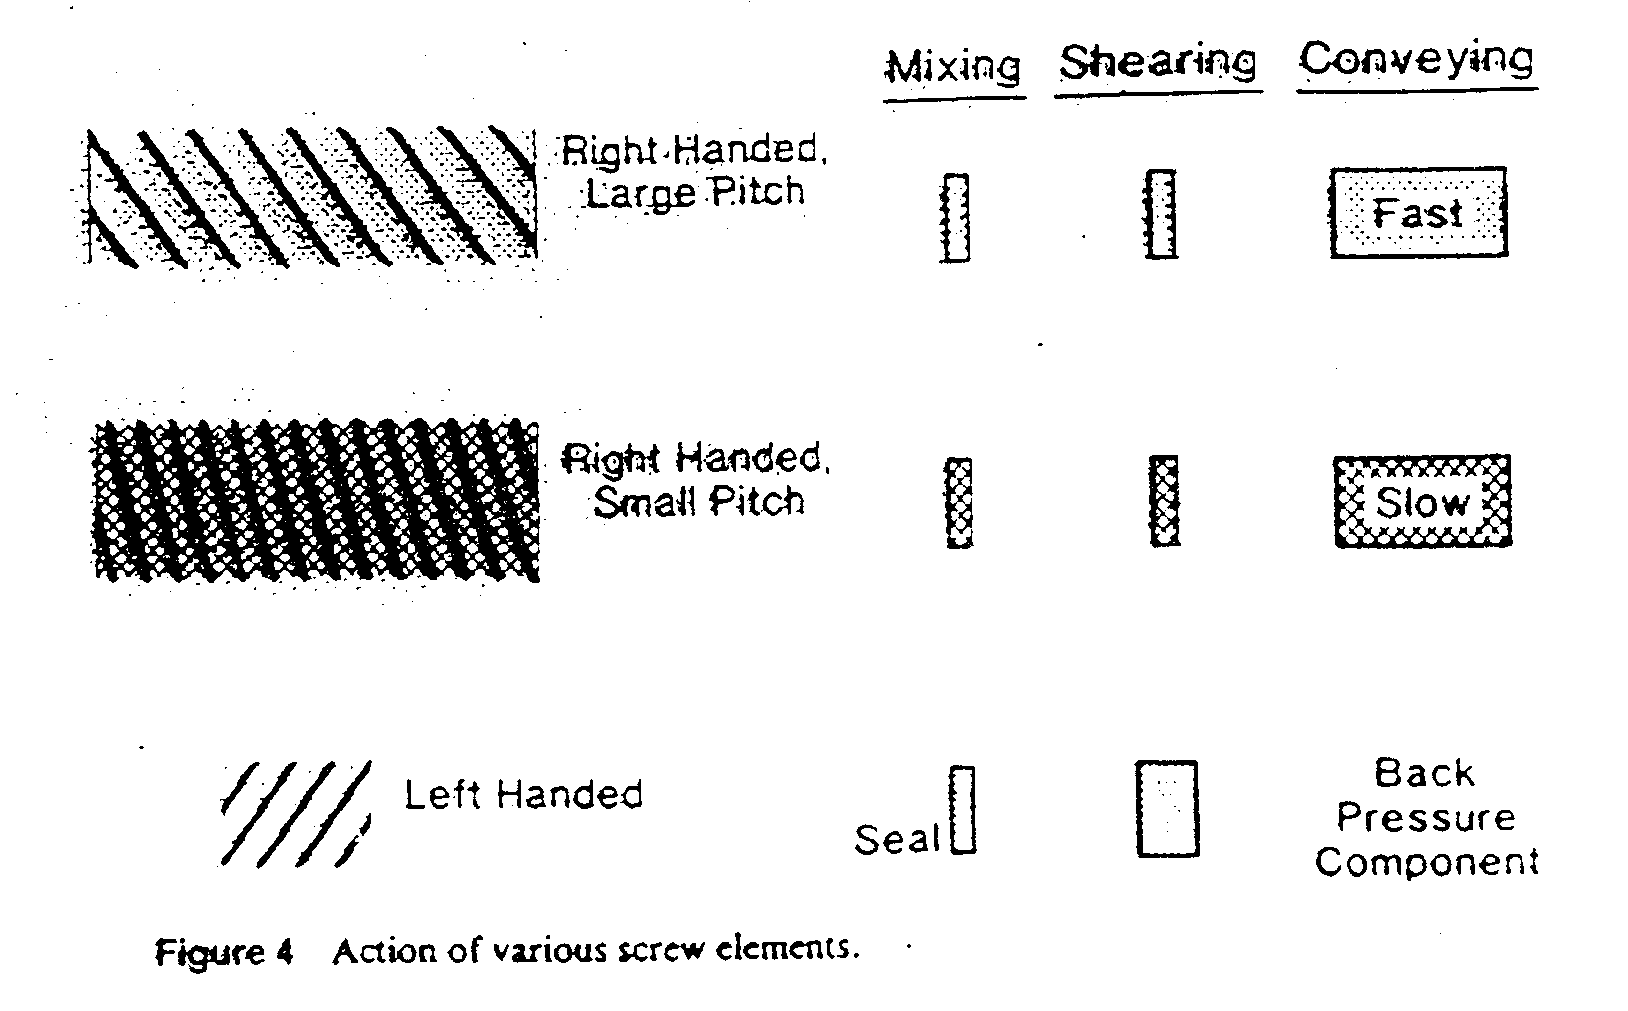 Mixing Shearing Conveying
Right-Handed,
Large Pitch
Fast
Right Handed,
Small Pitch
Slow
Left Handed
Seal
Back
Pressure
Component
Figure 4 Action of various screw elements.